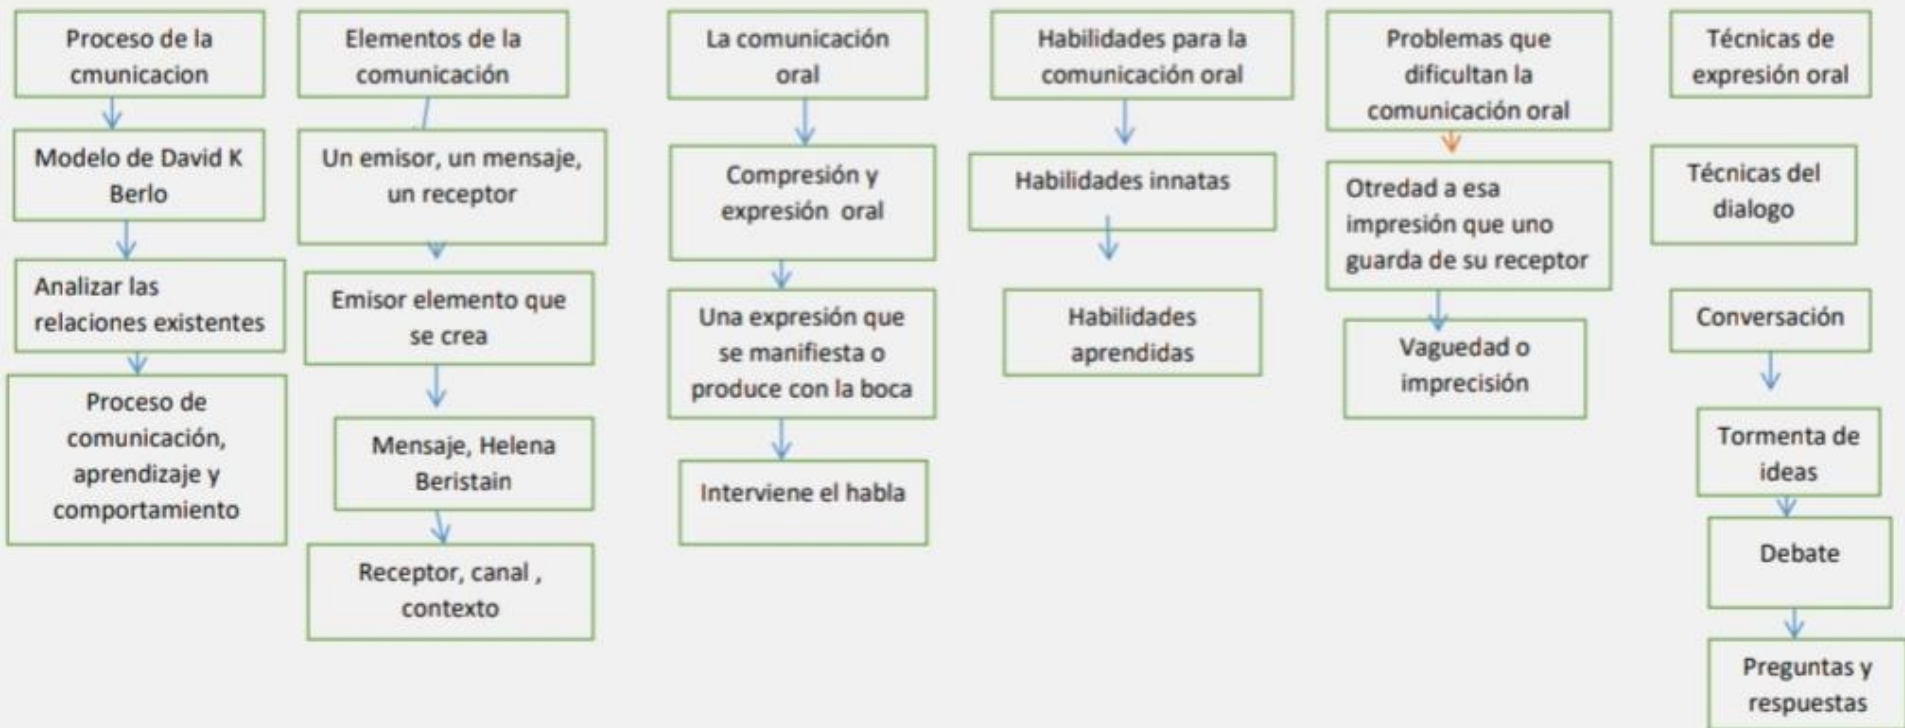 Proceso de la
cmunicacion
Modelo de David K
Berlo
Analizar las
relaciones existentes
Proceso de
comunicación,
aprendizaje y
comportamiento
Elementos de la
comunicación
Un emisor, un mensaje,
un receptor
Emisor elemento que
se crea
Mensaje, Helena
Beristain
Receptor, canal ,
contexto
La comunicación
oral
Compresión y
expresión oral
Una expresión que
se manifiesta o
produce con la boca
Interviene el habla
Habilidades para la
comunicación oral
Habilidades innatas
Habilidades
aprendidas
Problemas que
dificultan la
comunicación oral
Otredad a esa
impresión que uno
guarda de su receptor
Vaguedad o
imprecisión
Técnicas de
expresión oral
Técnicas del
dialogo
Conversación
Tormenta de
ideas
Debate
Preguntas y
respuestas